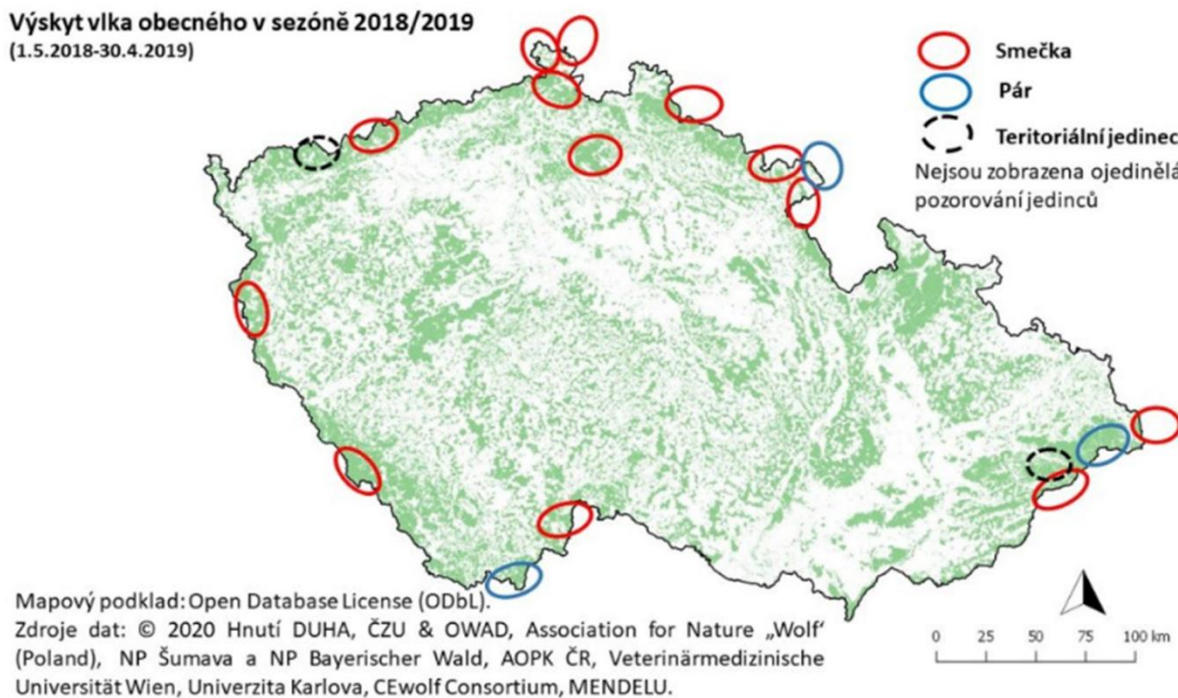 Výskyt vlka obecného v sezóně 2018/2019
(1.5.2018-30.4.2019)
Smečka
Pár
Teritoriální jedinec
Nejsou zobrazena ojedinělá
pozorování jedinců
Mapový podklad: Open Database License (ODbL).
Zdroje dat: © 2020 Hnutí DUHA, ČZU & OWAD, Association for Nature „Wolf‘
(Poland), NP Šumava a NP Bayerischer Wald, AOPK ČR, Veterinärmedizinische
Universität Wien, Univerzita Karlova, CEwolf Consortium, MENDELU.
0 25 50 75 100 km